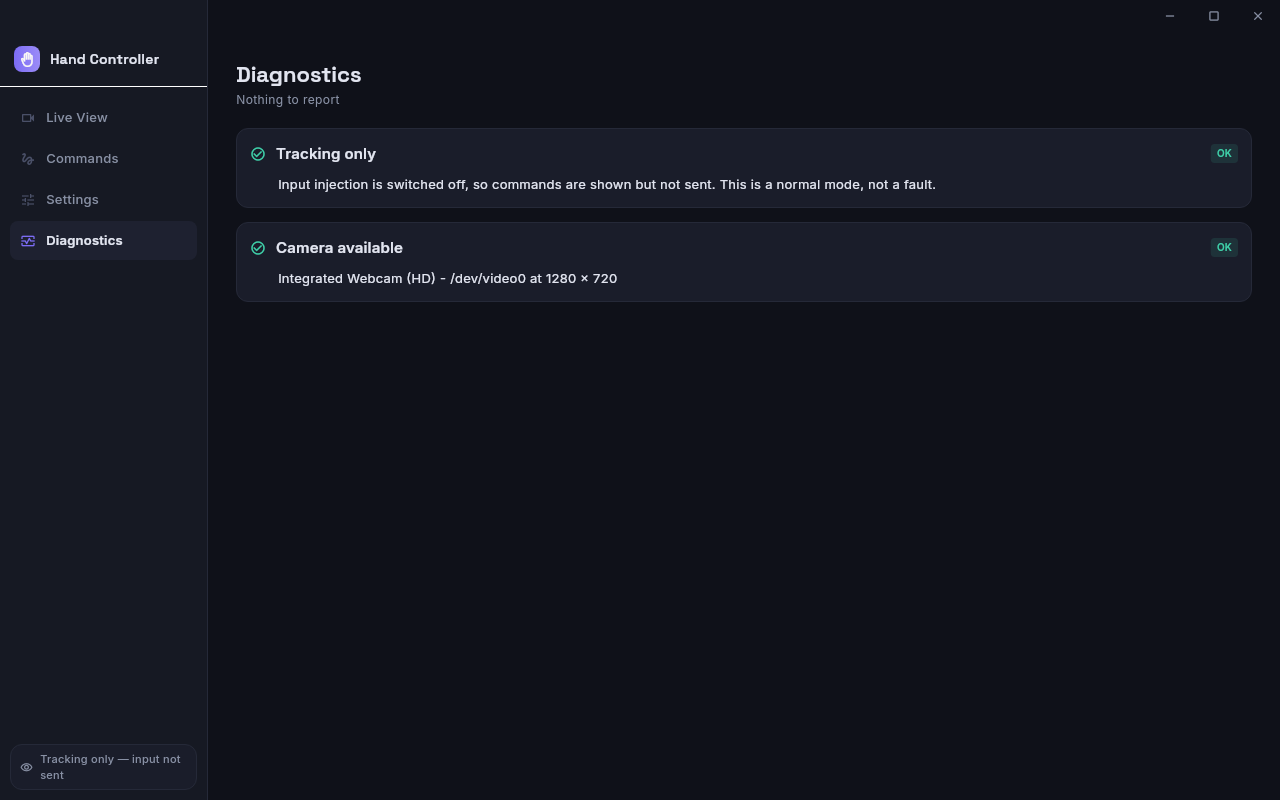 Hand Controller
Live View
Commands
Settings
Diagnostics
Diagnostics
Nothing to report
Tracking only
OK
Input injection is switched off, so commands are shown but not sent. This is a normal mode, not a fault.
Camera available
OK
Integrated Webcam (HD) - /dev/video0 at 1280 × 720
Tracking only — input not
sent